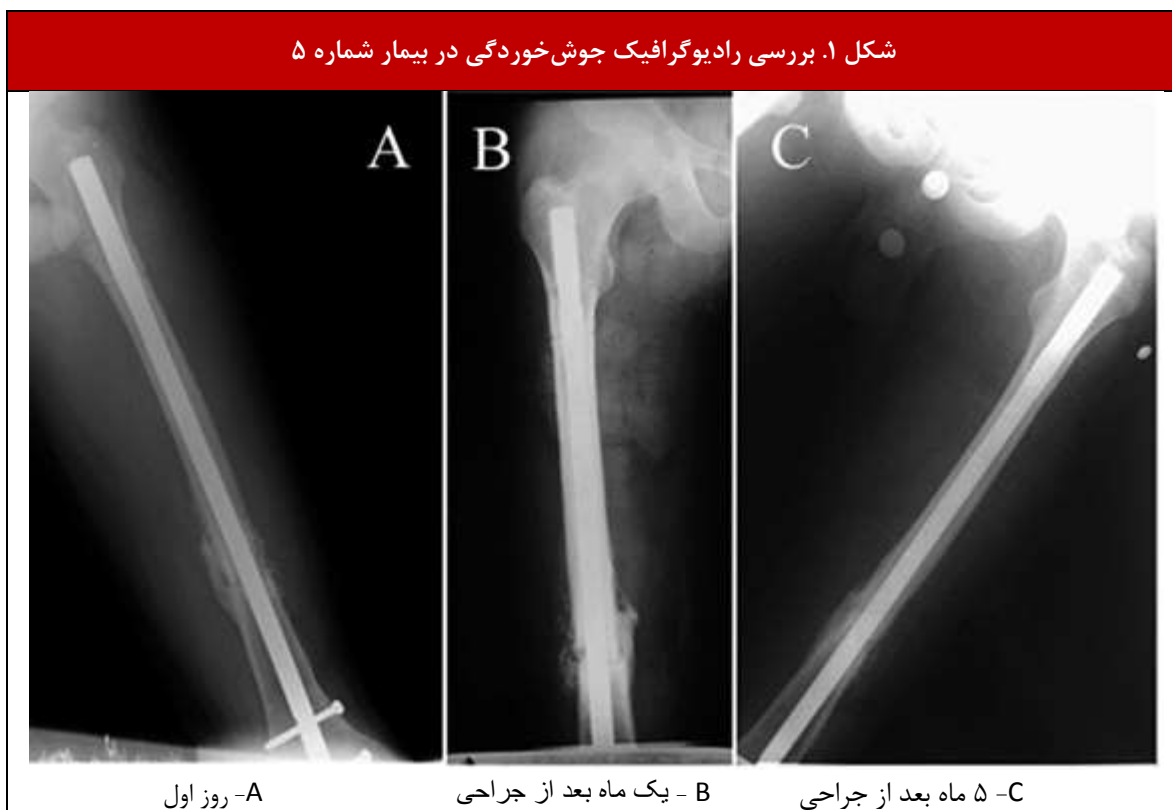 شکل ۱. بررسی رادیوگرافیک جوش‌خوردگی در بیمار شماره ۵
A B C
A- روز اول
B - یک ماه بعد از جراحی
C- ۵ ماه بعد از جراحی